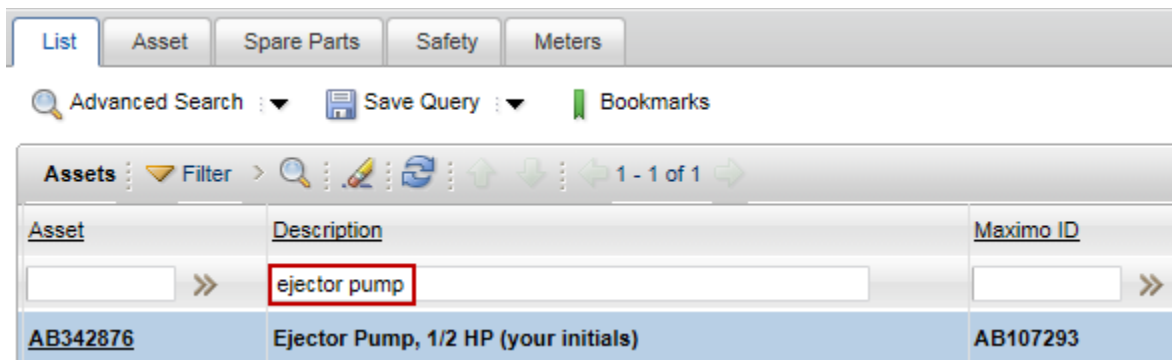 List Asset Spare Parts Safety Meters
Advanced Search Save Query Bookmarks
Assets Filter 1 - 1 of 1
Asset Description Maximo ID
ejector pump
AB342876 Ejector Pump, 1/2 HP (your initials) AB107293